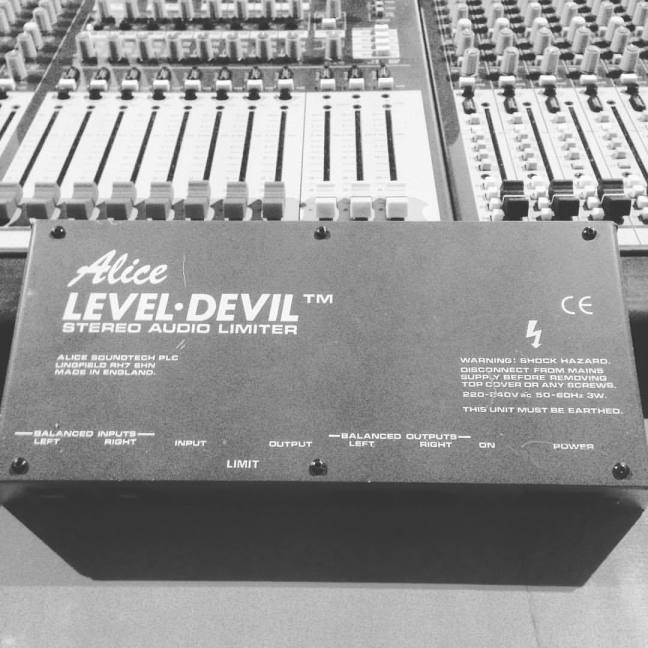 Alice
LEVEL·DEVIL™
STEREO AUDIO LIMITER
CE
ALICE SOUNDTECH PLC
LINGFIELD RH7 6HN
MADE IN ENGLAND.
WARNING: SHOCK HAZARD.
DISCONNECT FROM MAINS
SUPPLY BEFORE REMOVING
TOP COVER OR ANY SCREWS.
220-240V ac 50-60Hz 3W.
THIS UNIT MUST BE EARTHED.
BALANCED INPUTS
LEFT RIGHT INPUT OUTPUT
LIMIT
BALANCED OUTPUTS
LEFT RIGHT ON POWER